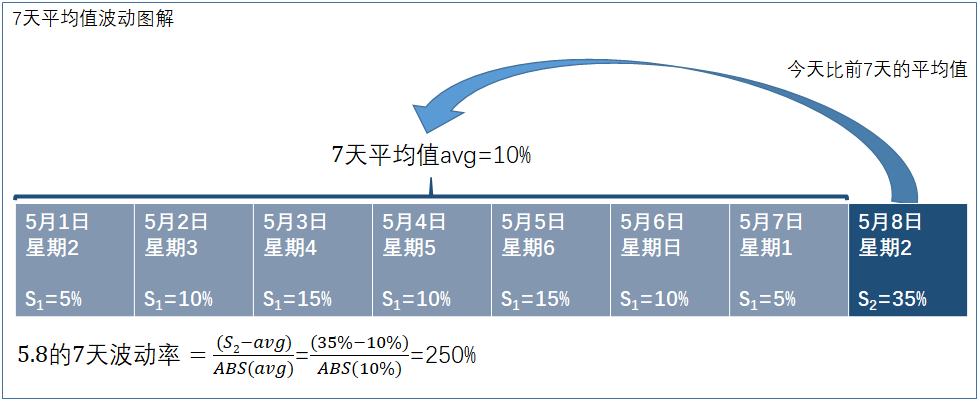 7天平均值波动图解
今天比前7天的平均值
7天平均值avg=10%
5月1日
星期2
S₁=5%
5月2日
星期3
S₁=10%
5月3日
星期4
S₁=15%
5月4日
星期5
S₁=10%
5月5日
星期6
S₁=15%
5月6日
星期日
S₁=10%
5月7日
星期1
S₁=5%
5月8日
星期2
S₂=35%
5.8的7天波动率 = (S₂−avg)/ABS(avg)=(35%−10%)/ABS(10%)=250%